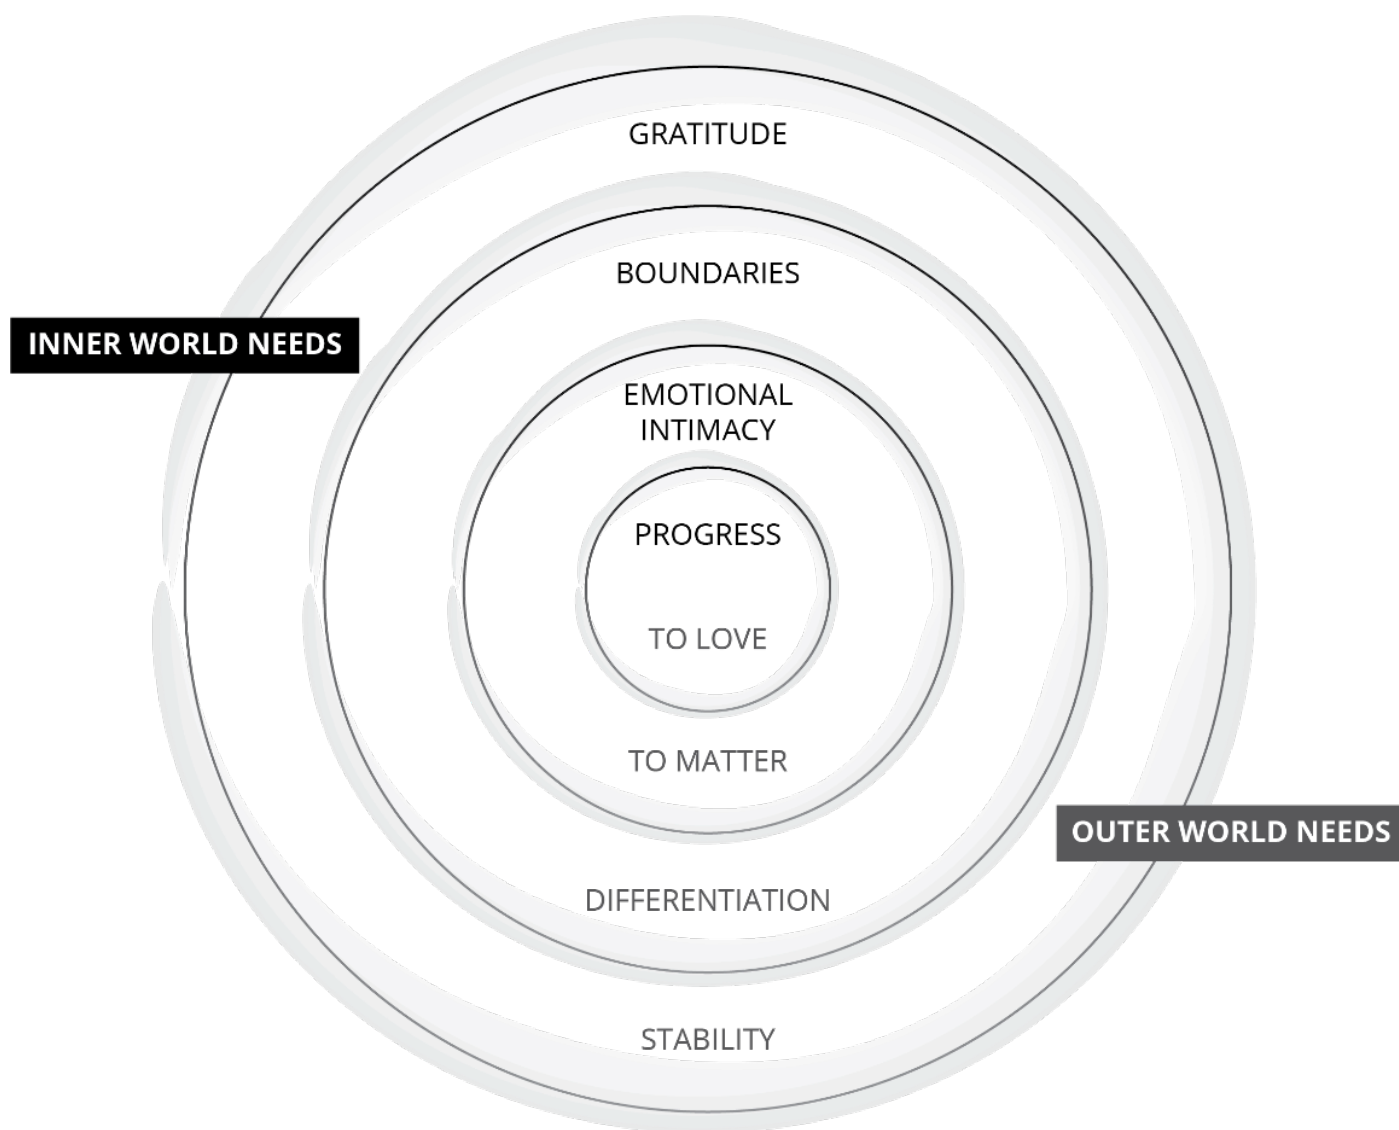 GRATITUDE
BOUNDARIES
INNER WORLD NEEDS
EMOTIONAL
INTIMACY
PROGRESS
TO LOVE
TO MATTER
OUTER WORLD NEEDS
DIFFERENTIATION
STABILITY